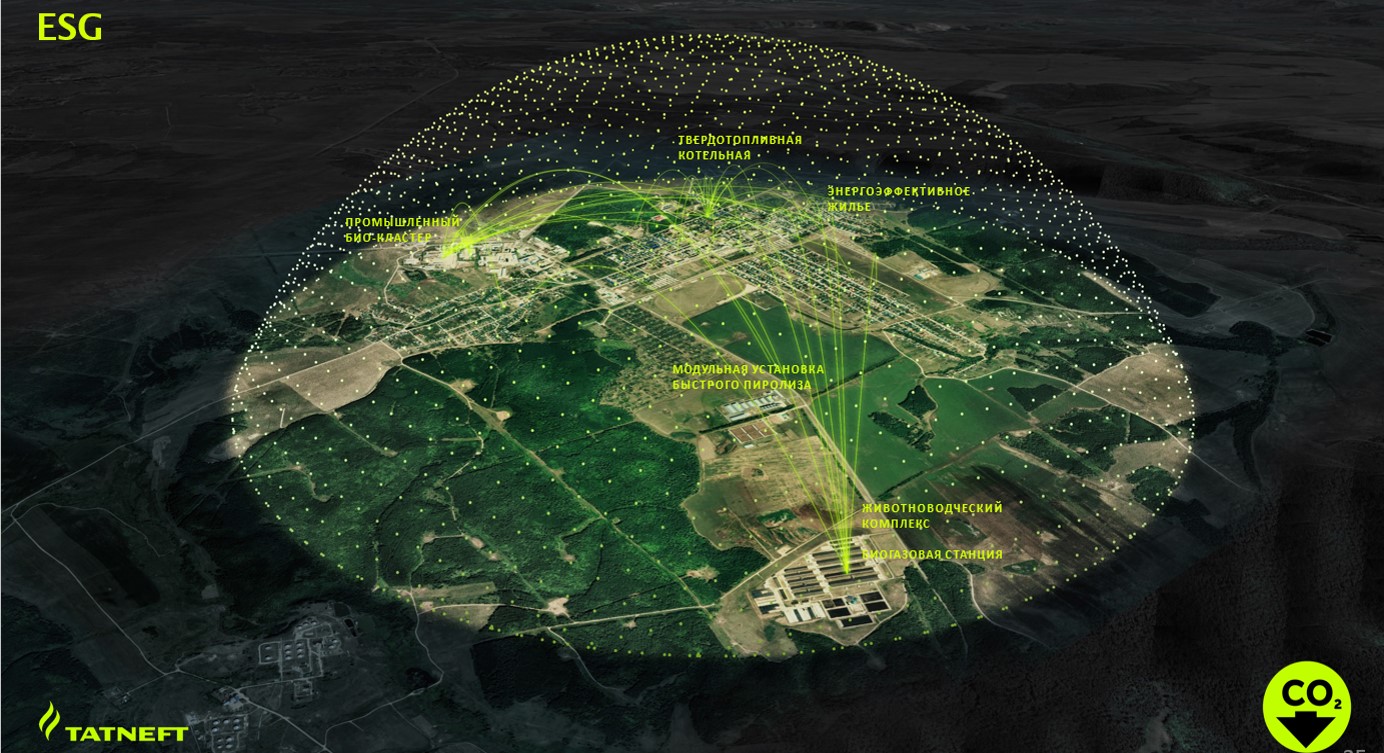 ESG
ТВЕРДОТОПЛИВНАЯ
КОТЕЛЬНАЯ
ЭНЕРГОЭФФЕКТИВНОЕ
ЖИЛЬЕ
ПРОМЫШЛЕННЫЙ
БИО-КЛАСТЕР
МОДУЛЬНАЯ УСТАНОВКА
БЫСТРОГО ПИРОЛИЗА
ЖИВОТНОВОДЧЕСКИЙ
КОМПЛЕКС
БИОГАЗОВАЯ СТАНЦИЯ
TATNEFT
CO₂